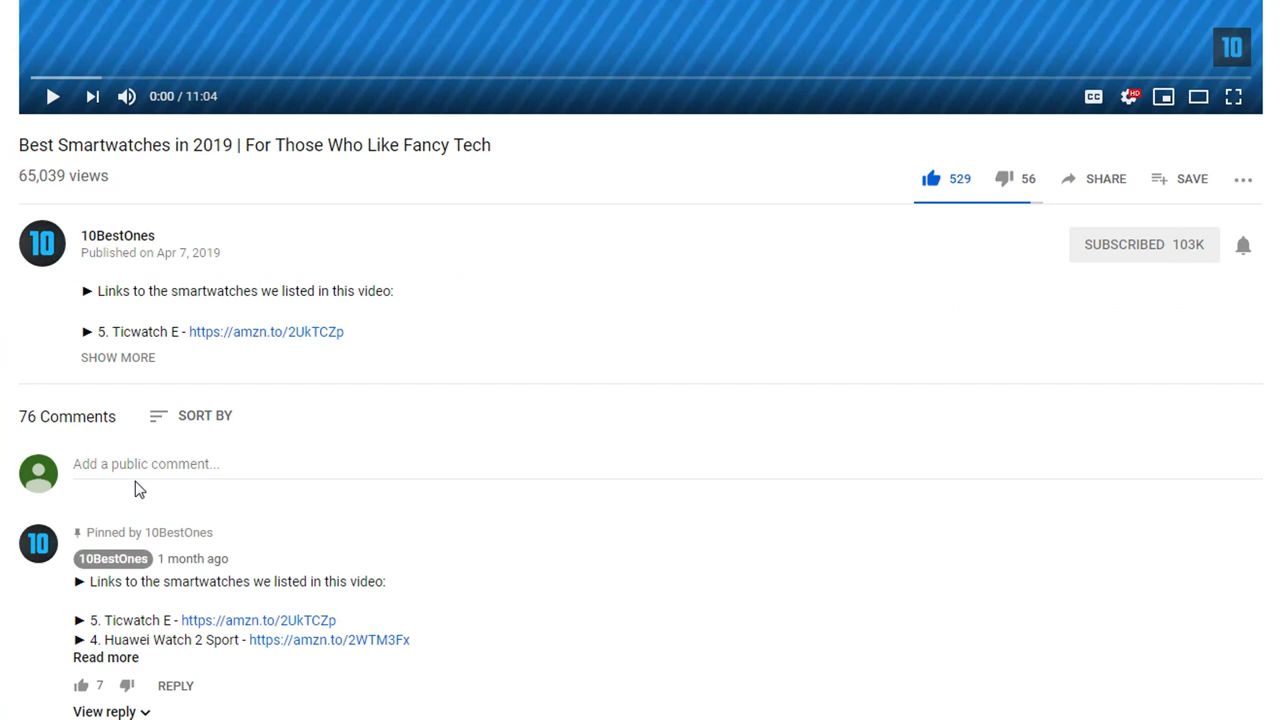 10
0:00 / 11:04
CC
HD
Best Smartwatches in 2019 | For Those Who Like Fancy Tech
65,039 views
529
56
SHARE
SAVE
10
10BestOnes
Published on Apr 7, 2019
SUBSCRIBED 103K
► Links to the smartwatches we listed in this video:
► 5. Ticwatch E - https://amzn.to/2UkTCZp
SHOW MORE
76 Comments
SORT BY
Add a public comment...
Pinned by 10BestOnes
10
10BestOnes 1 month ago
► Links to the smartwatches we listed in this video:
► 5. Ticwatch E - https://amzn.to/2UkTCZp
► 4. Huawei Watch 2 Sport - https://amzn.to/2WTM3Fx
Read more
7
REPLY
View reply